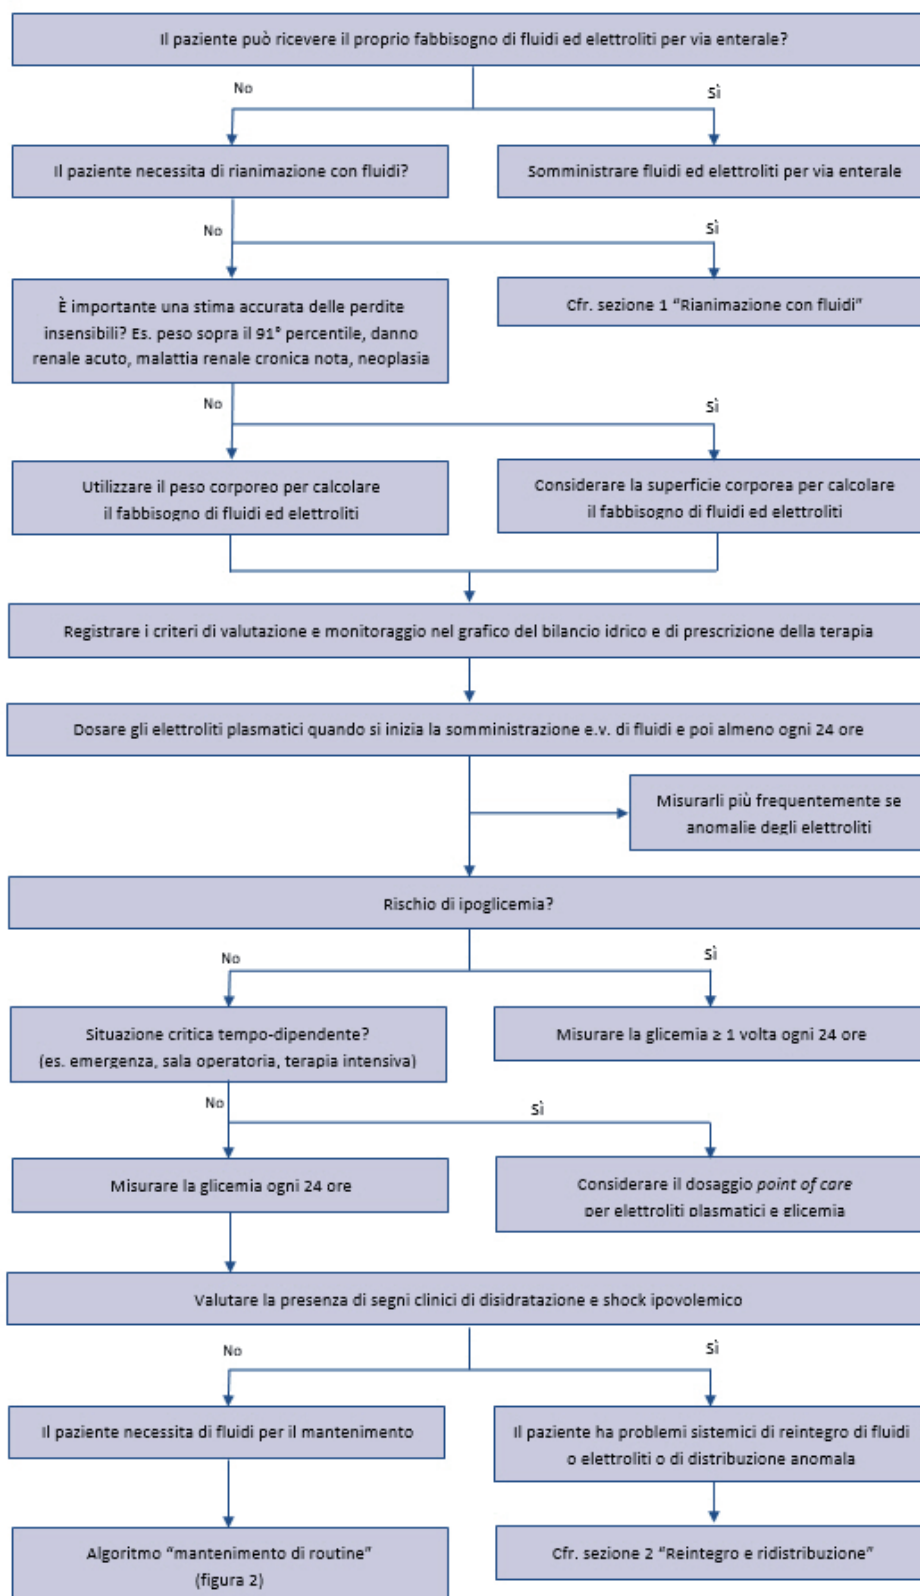 Il paziente può ricevere il proprio fabbisogno di fluidi ed elettroliti per via enterale?
No
Sì
Il paziente necessita di rianimazione con fluidi?
Somministrare fluidi ed elettroliti per via enterale
No
Sì
È importante una stima accurata delle perdite
insensibili? Es. peso sopra il 91° percentile, danno
renale acuto, malattia renale cronica nota, neoplasia
Cfr. sezione 1 “Rianimazione con fluidi”
No
Sì
Utilizzare il peso corporeo per calcolare
il fabbisogno di fluidi ed elettroliti
Considerare la superficie corporea per calcolare
il fabbisogno di fluidi ed elettroliti
Registrare i criteri di valutazione e monitoraggio nel grafico del bilancio idrico e di prescrizione della terapia
Dosare gli elettroliti plasmatici quando si inizia la somministrazione e.v. di fluidi e poi almeno ogni 24 ore
Misurarli più frequentemente se
anomalie degli elettroliti
Rischio di ipoglicemia?
No
Sì
Situazione critica tempo-dipendente?
(es. emergenza, sala operatoria, terapia intensiva)
Misurare la glicemia ≥ 1 volta ogni 24 ore
No
Sì
Misurare la glicemia ogni 24 ore
Considerare il dosaggio point of care
per elettroliti plasmatici e glicemia
Valutare la presenza di segni clinici di disidratazione e shock ipovolemico
No
Sì
Il paziente necessita di fluidi per il mantenimento
Il paziente ha problemi sistemici di reintegro di fluidi
o elettroliti o di distribuzione anomala
Algoritmo “mantenimento di routine”
(figura 2)
Cfr. sezione 2 “Reintegro e ridistribuzione”